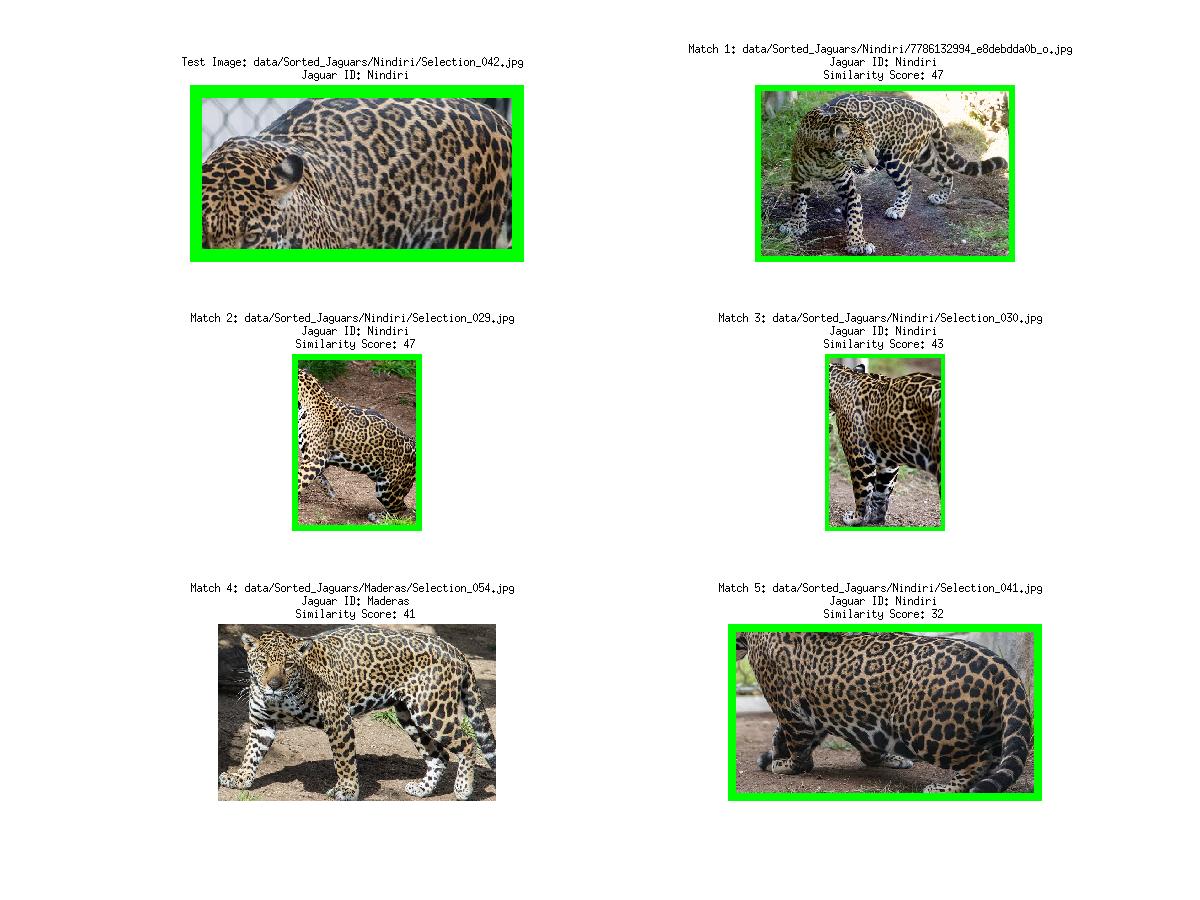 Test Image: data/Sorted_Jaguars/Nindiri/Selection_042.jpg
Jaguar ID: Nindiri
Match 1: data/Sorted_Jaguars/Nindiri/7786132994_e8debdda0b_o.jpg
Jaguar ID: Nindiri
Similarity Score: 47
Match 2: data/Sorted_Jaguars/Nindiri/Selection_029.jpg
Jaguar ID: Nindiri
Similarity Score: 47
Match 3: data/Sorted_Jaguars/Nindiri/Selection_030.jpg
Jaguar ID: Nindiri
Similarity Score: 43
Match 4: data/Sorted_Jaguars/Maderas/Selection_054.jpg
Jaguar ID: Maderas
Similarity Score: 41
Match 5: data/Sorted_Jaguars/Nindiri/Selection_041.jpg
Jaguar ID: Nindiri
Similarity Score: 32